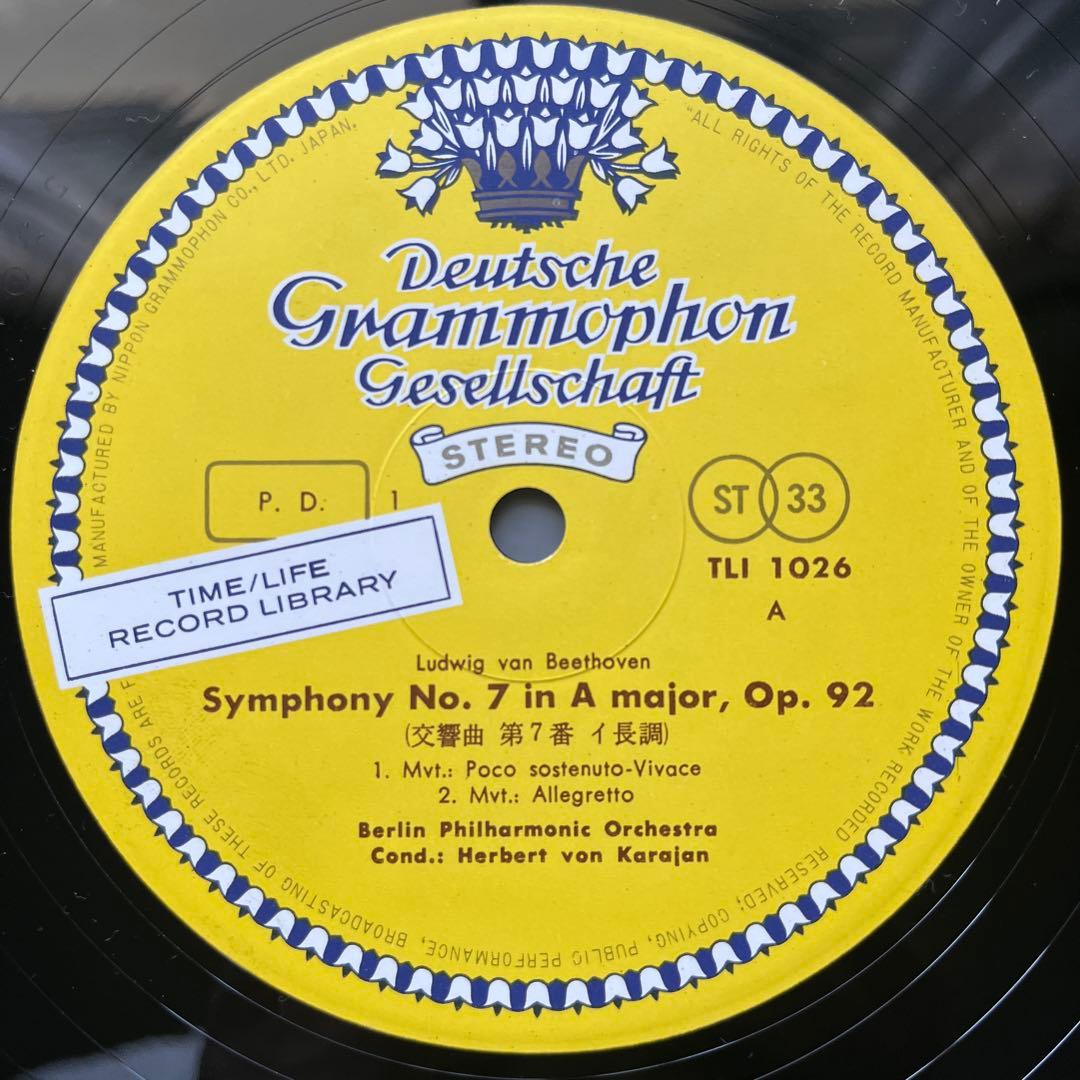 Deutsche
Grammophon
Gesellschaft
STEREO
P. D. 1
ST 33
TLI 1026
A
TIME/LIFE
RECORD LIBRARY
Ludwig van Beethoven
Symphony No. 7 in A major, Op. 92
(交響曲 第7番 イ長調)
1. Mvt.: Poco sostenuto-Vivace
2. Mvt.: Allegretto
Berlin Philharmonic Orchestra
Cond.: Herbert von Karajan
"ALL RIGHTS OF THE RECORD MANUFACTURER AND OF THE OWNER OF THE WORK RECORDED RESERVED; COPYING, PUBLIC PERFORMANCE, BROADCASTING OF THESE RECORDS ARE
MANUFACTURED BY NIPPON GRAMMOPHON CO., LTD. JAPAN.